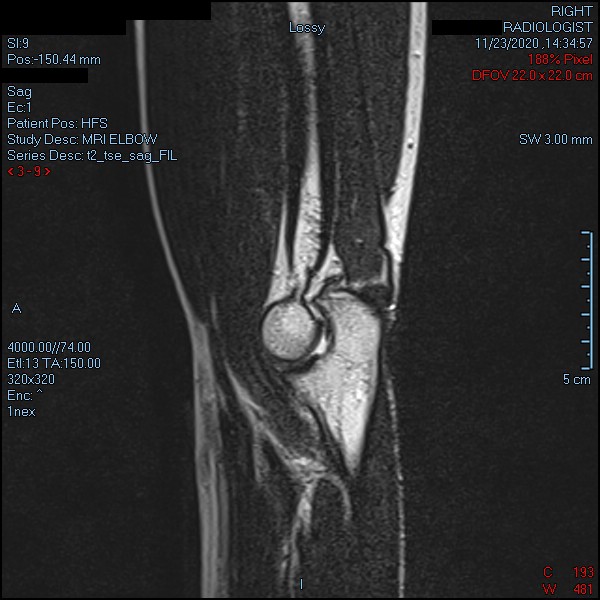 RIGHT
RADIOLOGIST
Lossy
11/23/2020 ,14:34:57
188% Pixel
DFOV 22.0 x 22.0 cm
SI:9
Pos:-150.44 mm
Sag
Ec:1
Patient Pos: HFS
Study Desc: MRI ELBOW
Series Desc: t2_tse_sag_FIL
< 3 - 9 >
SW 3.00 mm
A
4000.00//74.00
Etl:13 TA:150.00
320x320
Enc: ^
1nex
5 cm
I
C 193
W 481